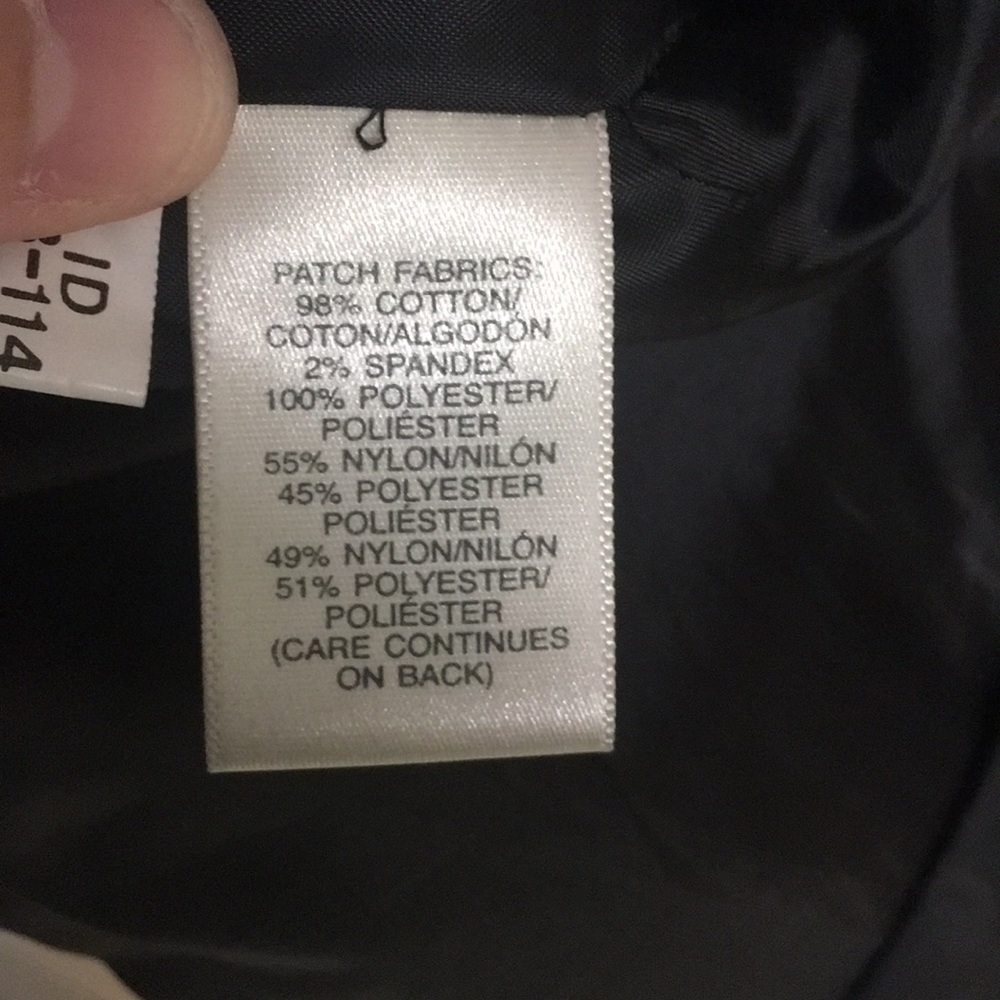 PATCH FABRICS:
98% COTTON/
COTON/ALGODÓN
2% SPANDEX
100% POLYESTER/
POLIÉSTER
55% NYLON/NILÓN
45% POLYESTER
POLIÉSTER
49% NYLON/NILÓN
51% POLYESTER/
POLIÉSTER
(CARE CONTINUES
ON BACK)
ID
-114